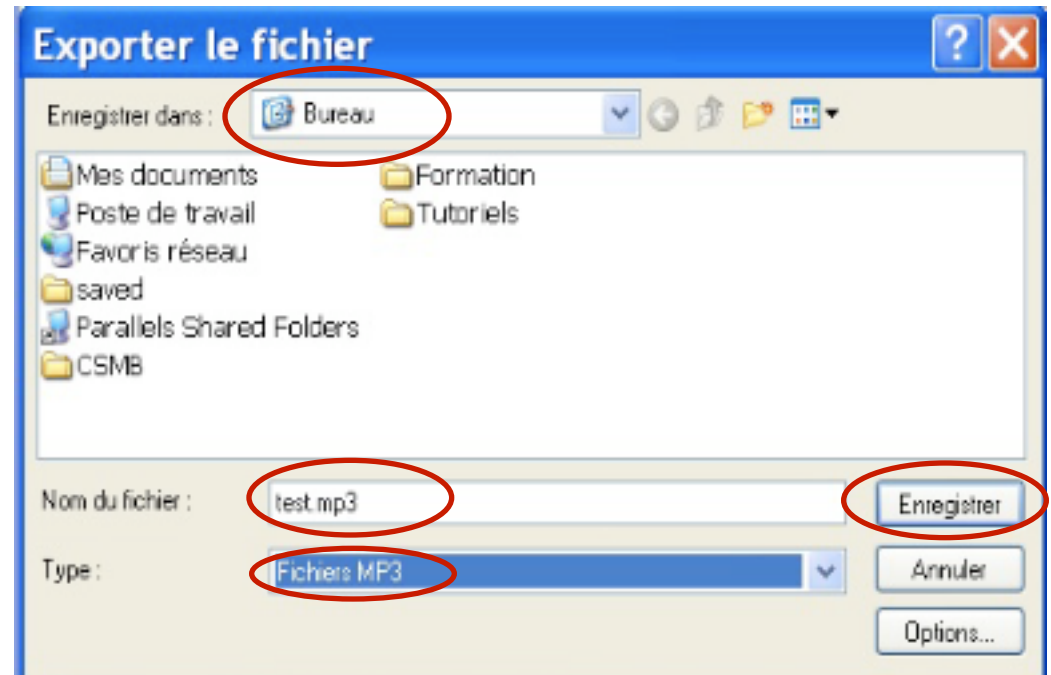 Exporter le fichier
Enregistrer dans : Bureau
Mes documents
Poste de travail
Favoris réseau
saved
Parallels Shared Folders
CSMB
Formation
Tutoriels
Nom du fichier : test.mp3 Enregistrer
Type : Fichiers MP3 Annuler
Options...